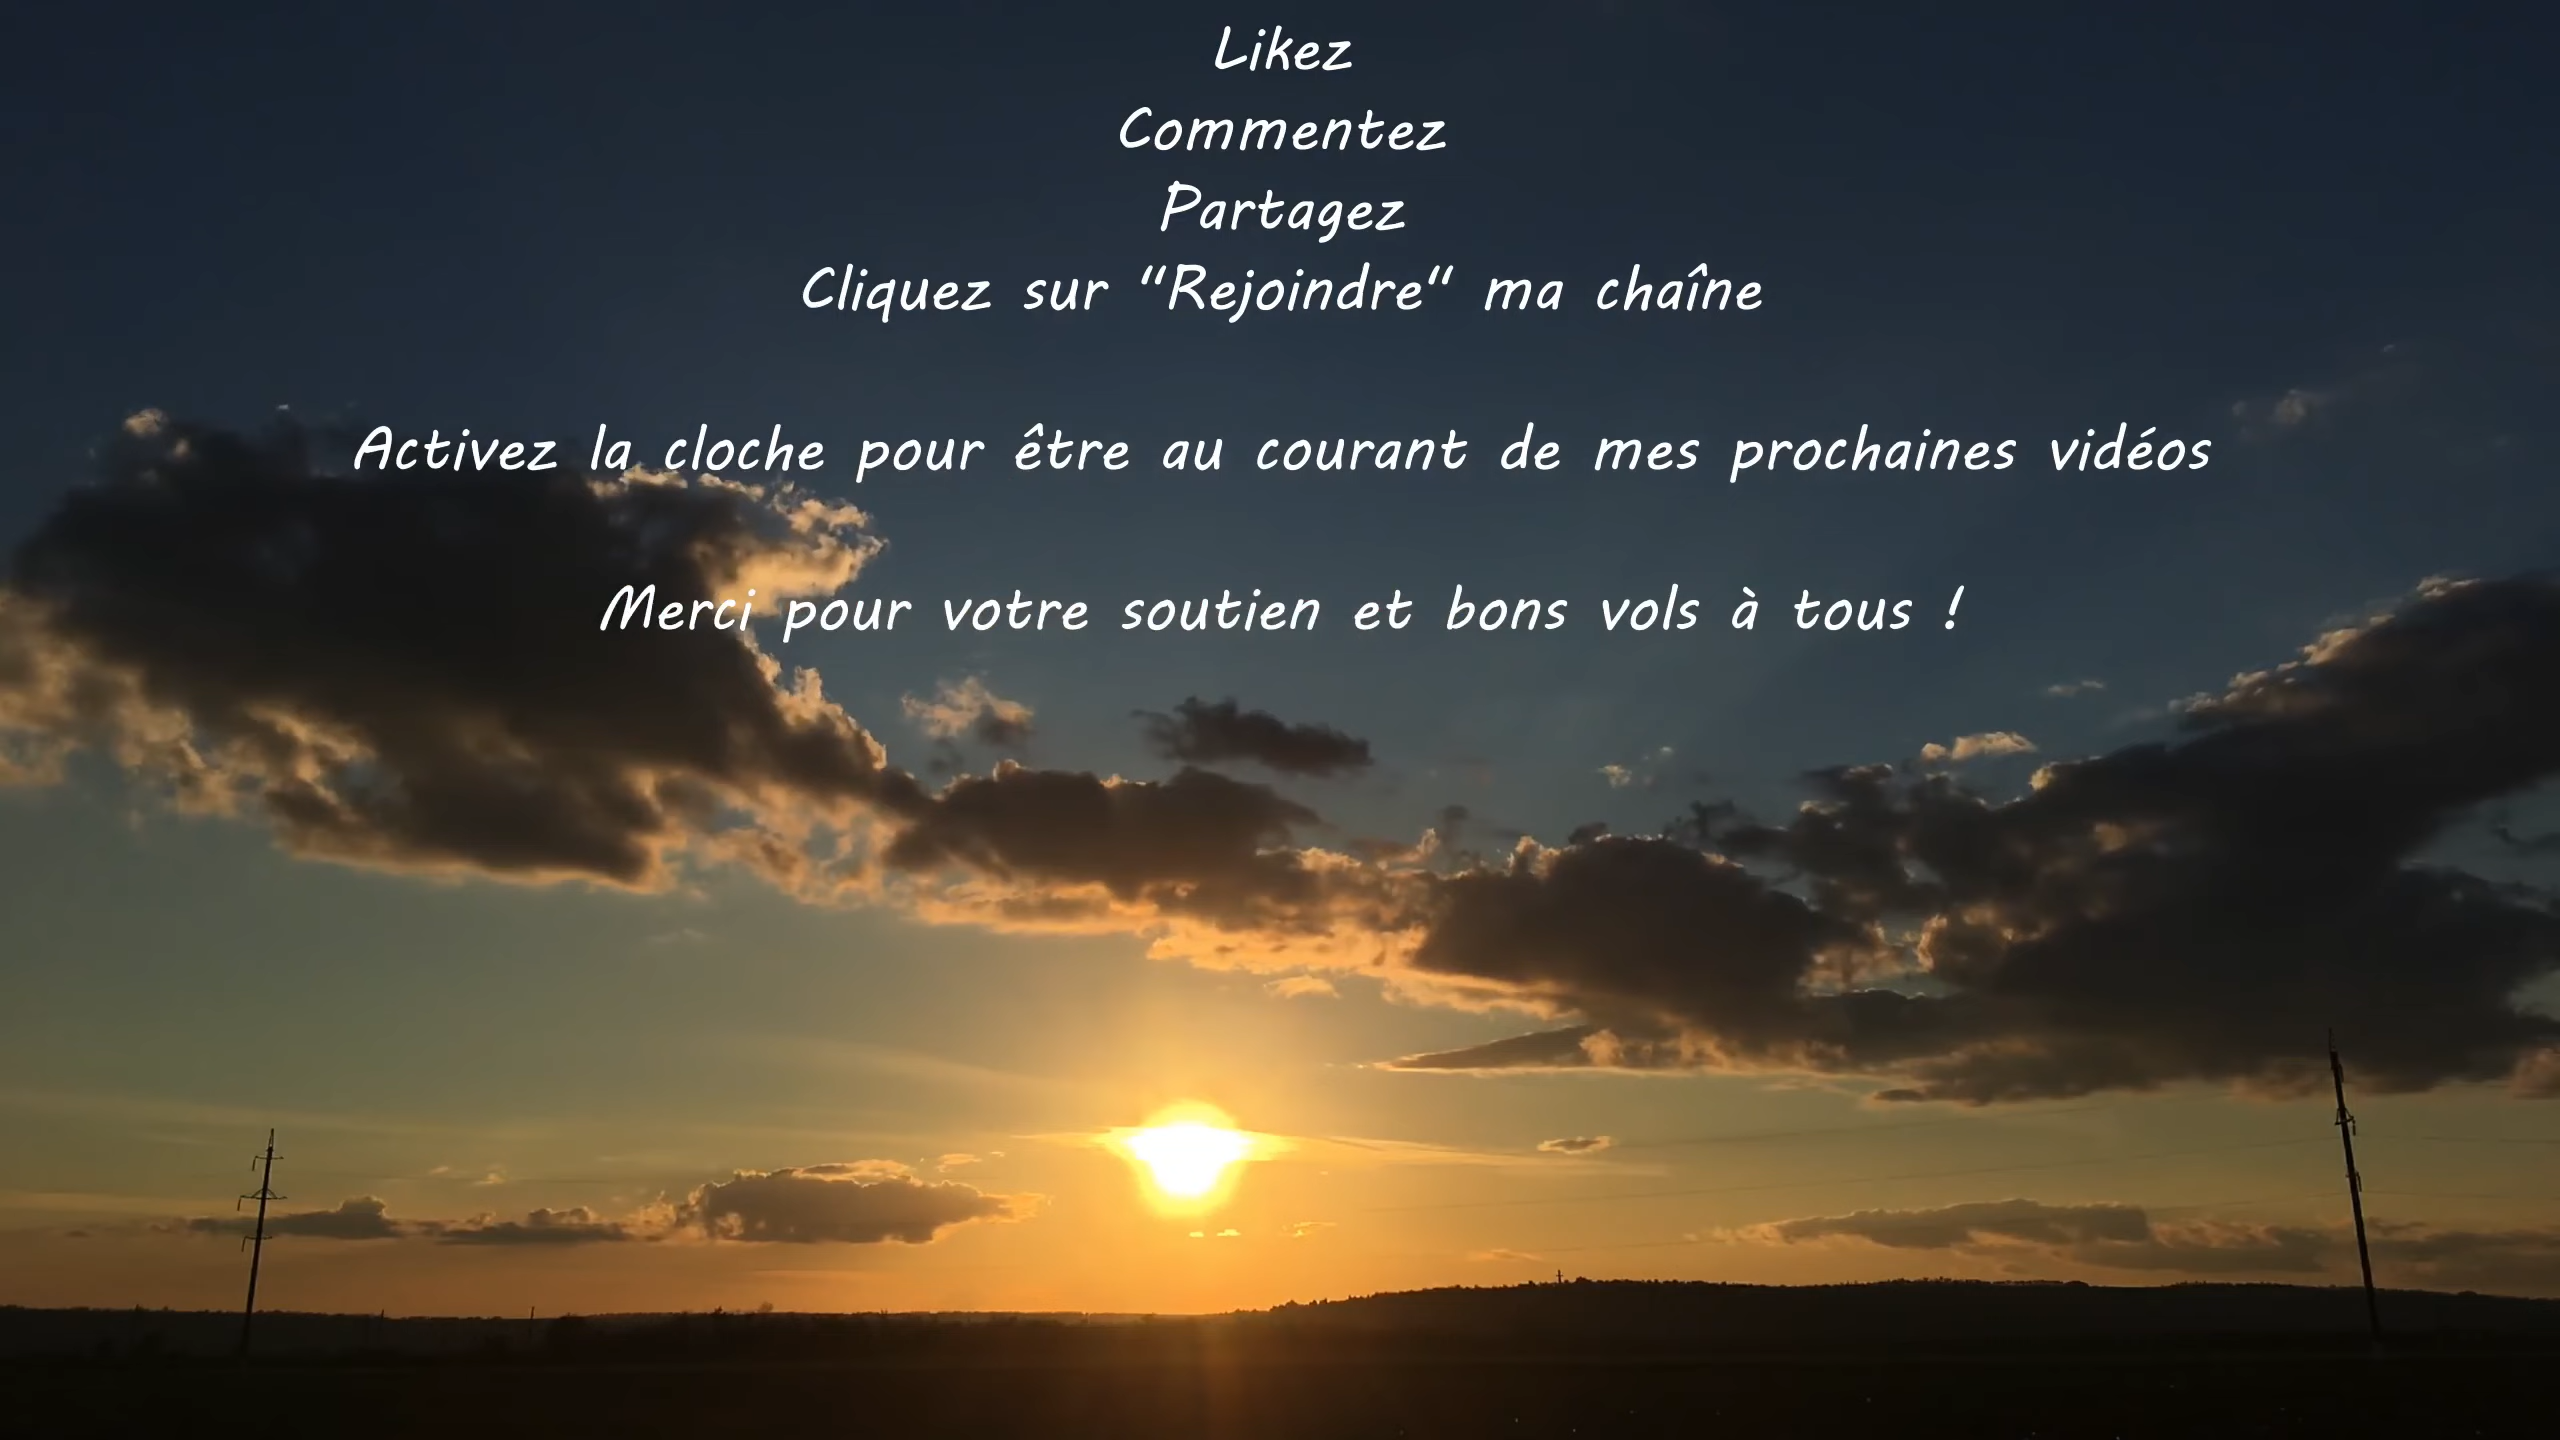 Likez
Commentez
Partagez
Cliquez sur "Rejoindre" ma chaîne
Activez la cloche pour être au courant de mes prochaines vidéos
Merci pour votre soutien et bons vols à tous !